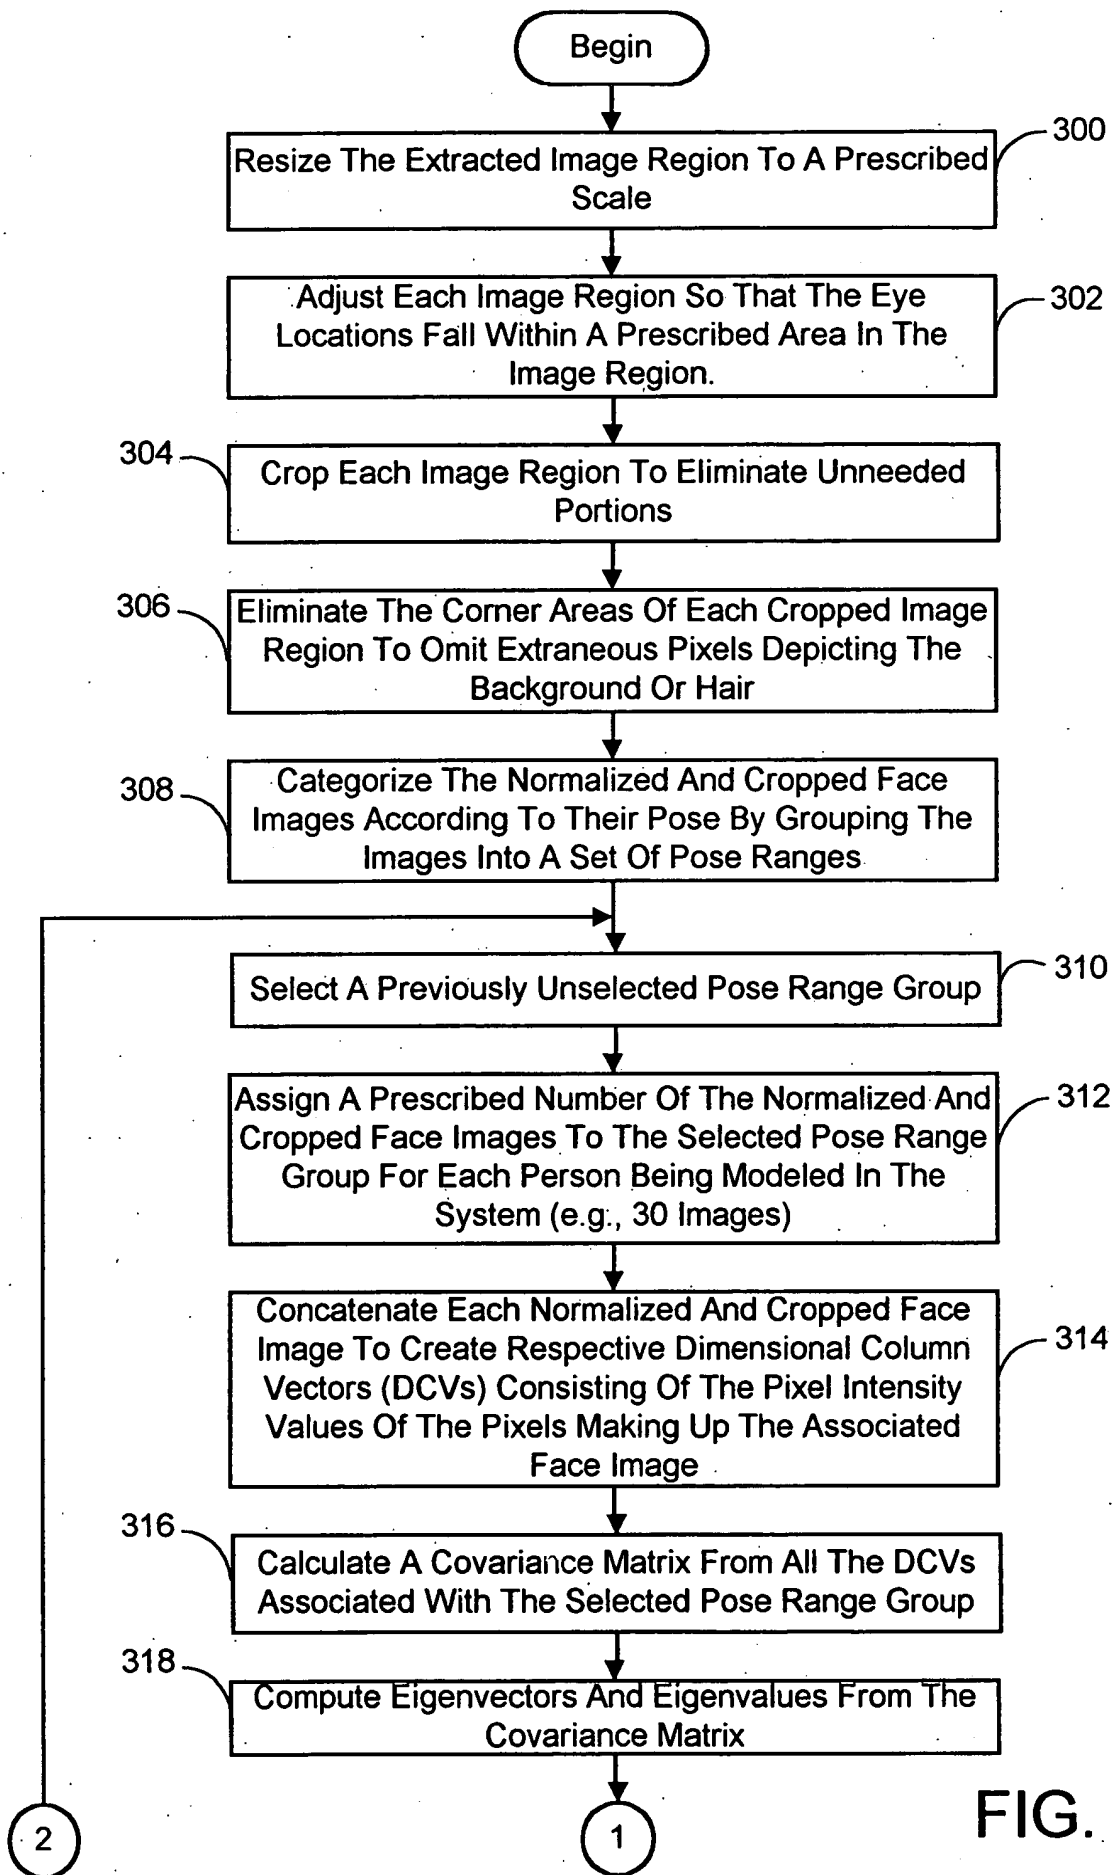 Begin
300
Resize The Extracted Image Region To A Prescribed
Scale
302
Adjust Each Image Region So That The Eye
Locations Fall Within A Prescribed Area In The
Image Region.
304
Crop Each Image Region To Eliminate Unneeded
Portions
306
Eliminate The Corner Areas Of Each Cropped Image
Region To Omit Extraneous Pixels Depicting The
Background Or Hair
308
Categorize The Normalized And Cropped Face
Images According To Their Pose By Grouping The
Images Into A Set Of Pose Ranges
310
Select A Previously Unselected Pose Range Group
312
Assign A Prescribed Number Of The Normalized And
Cropped Face Images To The Selected Pose Range
Group For Each Person Being Modeled In The
System (e.g., 30 Images)
314
Concatenate Each Normalized And Cropped Face
Image To Create Respective Dimensional Column
Vectors (DCVs) Consisting Of The Pixel Intensity
Values Of The Pixels Making Up The Associated
Face Image
316
Calculate A Covariance Matrix From All The DCVs
Associated With The Selected Pose Range Group
318
Compute Eigenvectors And Eigenvalues From The
Covariance Matrix
2
1
FIG.